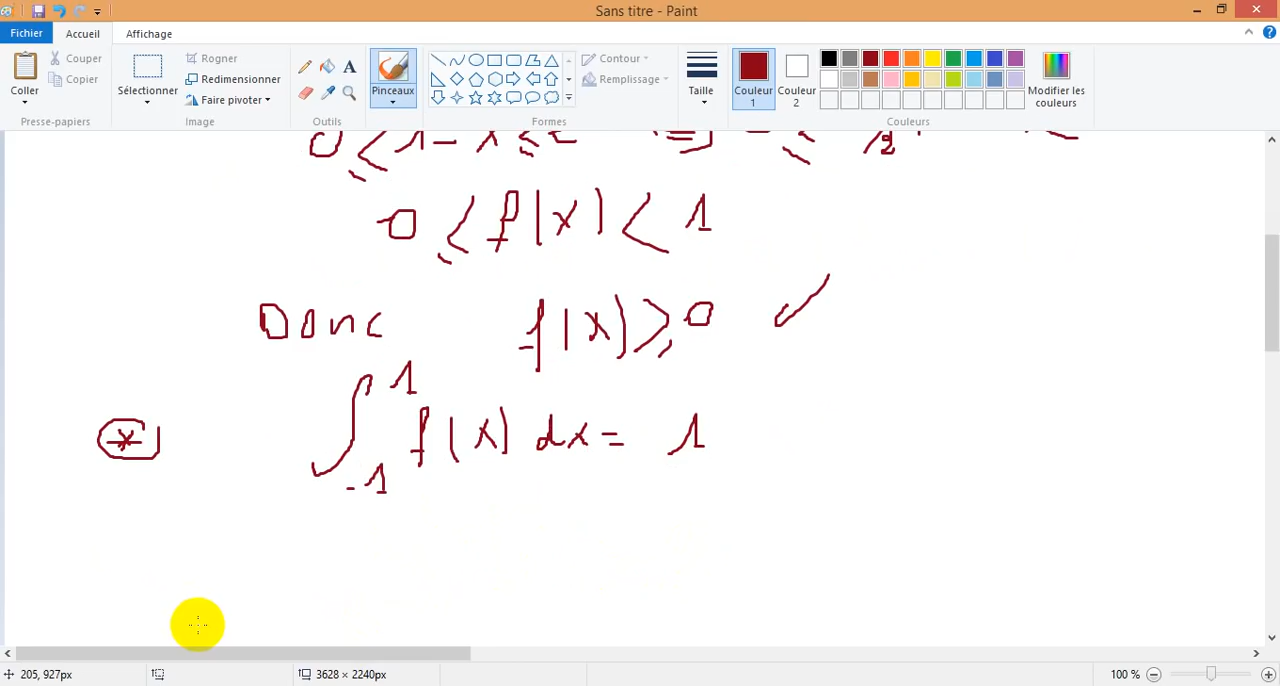 Sans titre - Paint
Fichier Accueil Affichage
Coller Couper Copier
Sélectionner Rogner Redimensionner Faire pivoter
Pinceaux
Contour Remplissage
Taille
Couleur 1
Couleur 2
Modifier les couleurs
Presse-papiers Image Outils Formes Couleurs
0 ≤ f(x) < 1
Donc f(x) ≥ 0 ✓
* ∫_{-1}^{1} f(x) dx = 1
205, 927px 3628 × 2240px 100 %